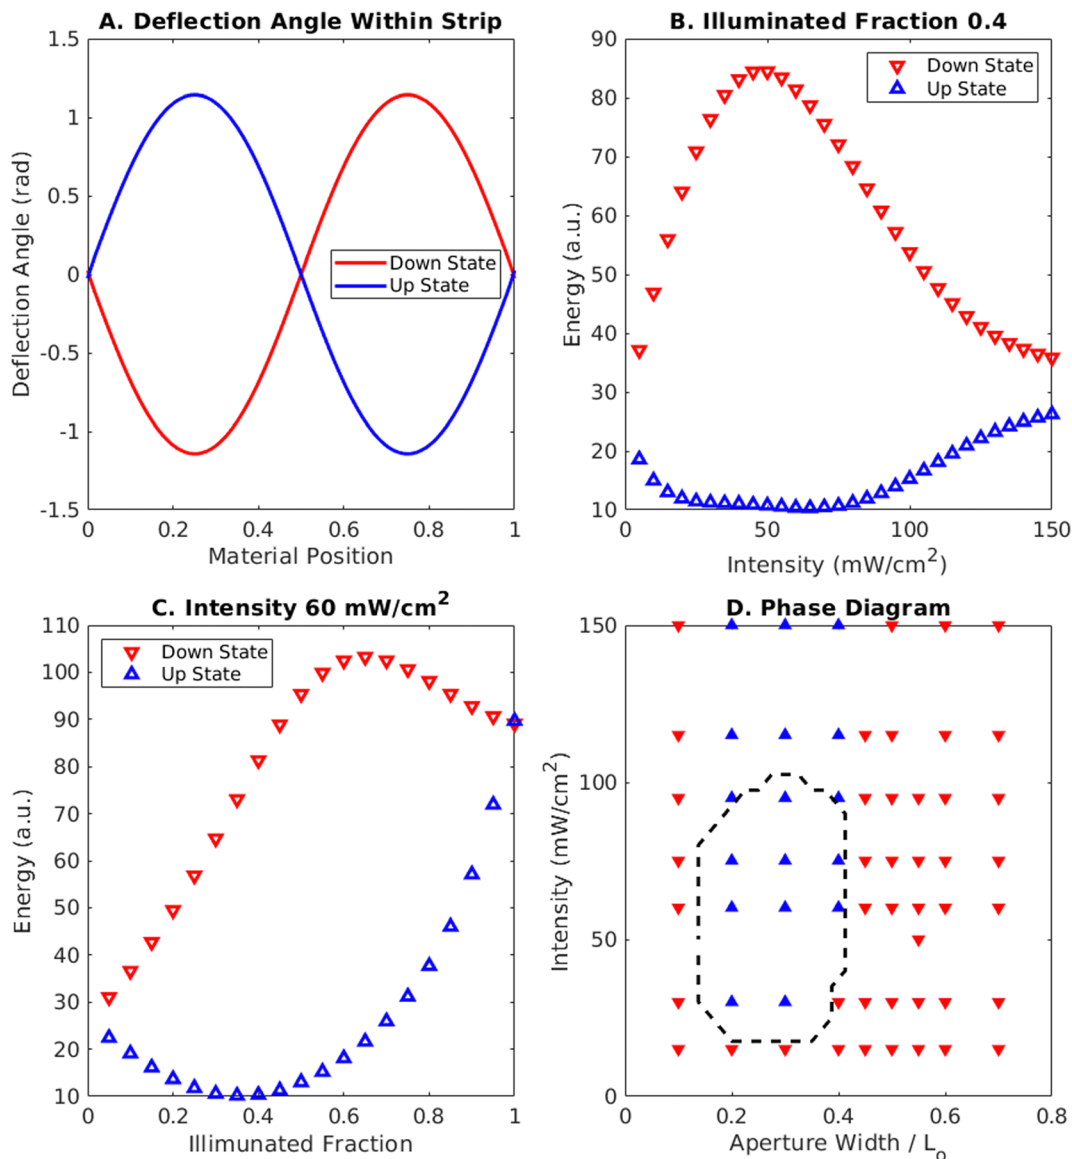 A. Deflection Angle Within Strip
1.5
1
0.5
0
-0.5
-1
-1.5
Deflection Angle (rad)
Down State
Up State
0 0.2 0.4 0.6 0.8 1
Material Position
B. Illuminated Fraction 0.4
90
80
70
60
50
40
30
20
10
Energy (a.u.)
Down State
Up State
0 50 100 150
Intensity (mW/cm²)
C. Intensity 60 mW/cm²
110
100
90
80
70
60
50
40
30
20
10
Energy (a.u.)
Down State
Up State
0 0.2 0.4 0.6 0.8 1
Illimunated Fraction
D. Phase Diagram
150
100
50
0
Intensity (mW/cm²)
0 0.2 0.4 0.6 0.8
Aperture Width / Lₒ